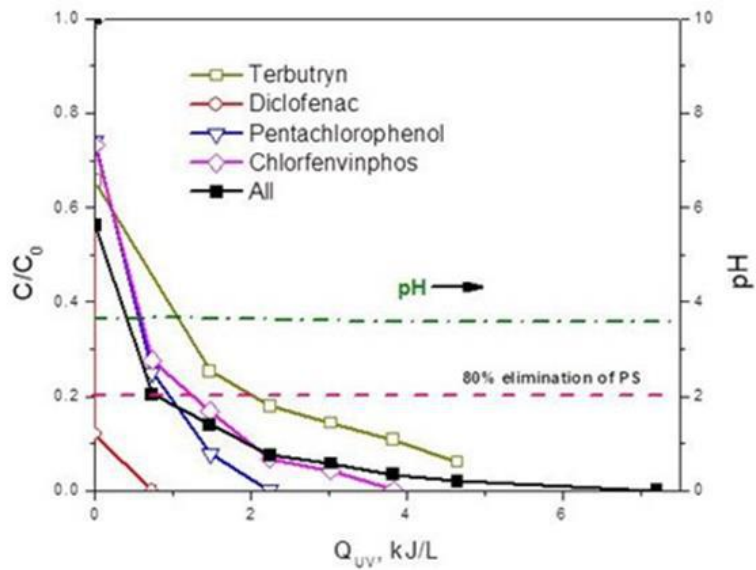 1.0
0.8
0.6
0.4
0.2
0.0
C/C0
10
8
6
4
2
0
pH
Terbutryn
Diclofenac
Pentachlorophenol
Chlorfenvinphos
All
pH
80% elimination of PS
0
2
4
6
QUV, kJ/L